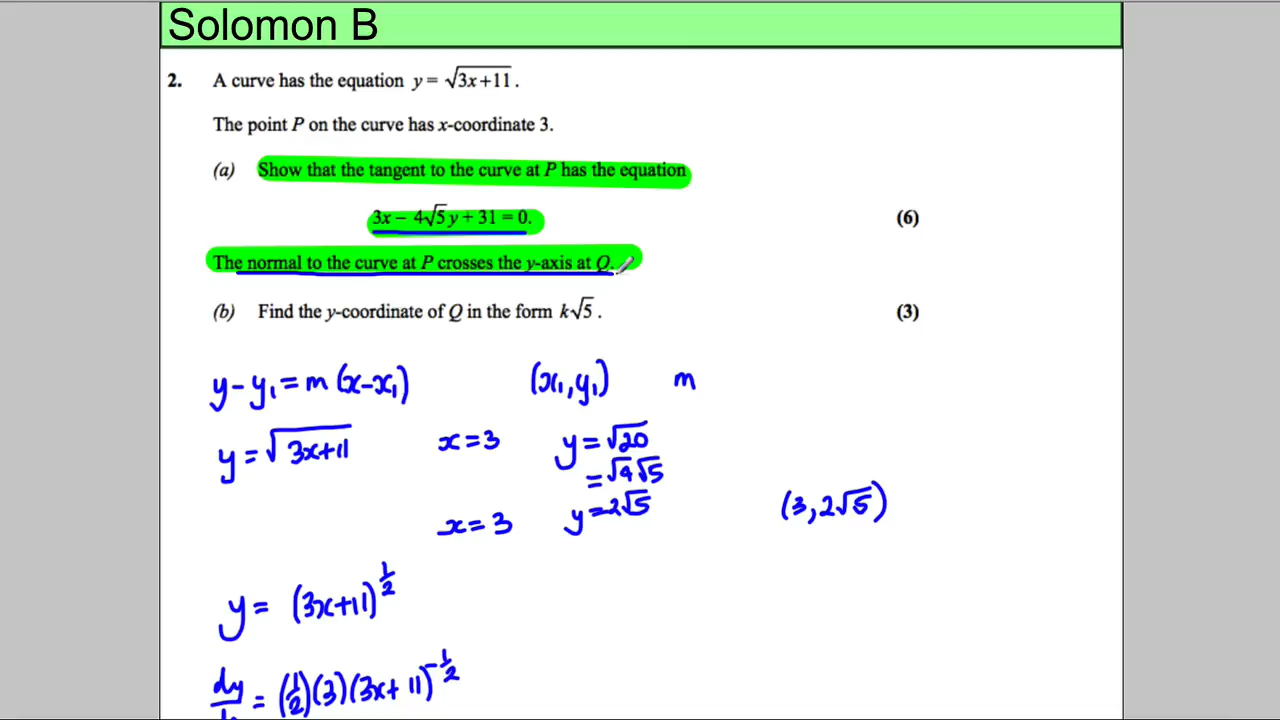 Solomon B
2. A curve has the equation y = √(3x+11).
The point P on the curve has x-coordinate 3.
(a) Show that the tangent to the curve at P has the equation
3x − 4√5 y + 31 = 0. (6)
The normal to the curve at P crosses the y-axis at Q.
(b) Find the y-coordinate of Q in the form k√5. (3)
y − y₁ = m(x − x₁) (x₁, y₁) m
y = √(3x+11) x = 3 y = √20
= √4√5
x = 3 y = 2√5 (3, 2√5)
y = (3x+11)^(1/2)
dy = (1/2)(3)(3x+11)^(-1/2)